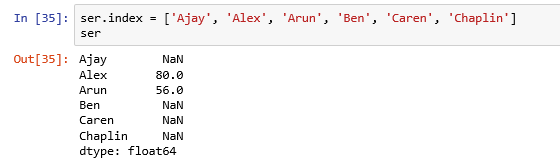 In [35]: ser.index = ['Ajay', 'Alex', 'Arun', 'Ben', 'Caren', 'Chaplin']
ser
Out[35]: Ajay NaN
Alex 80.0
Arun 56.0
Ben NaN
Caren NaN
Chaplin NaN
dtype: float64